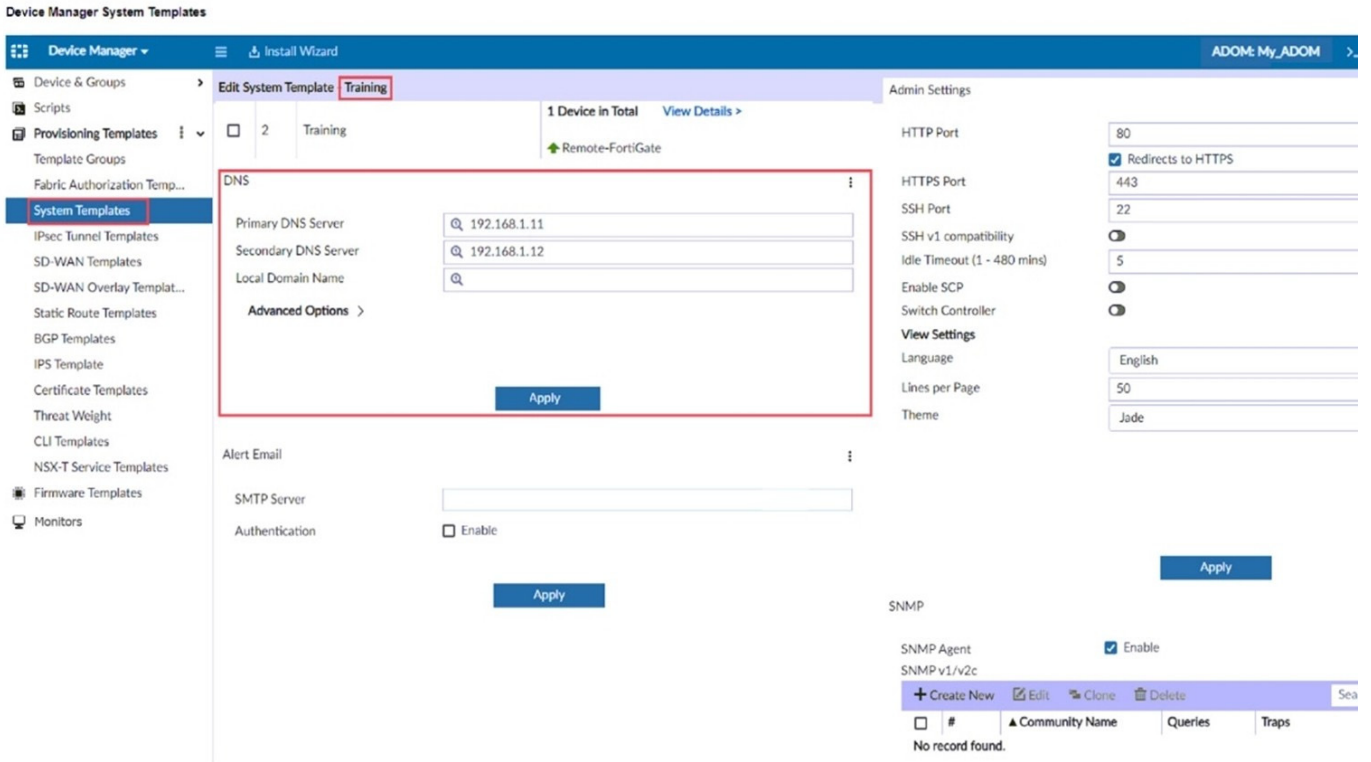 Device Manager System Templates
Device Manager
Install Wizard
ADOM: My_ADOM
>_
Device & Groups
Scripts
Provisioning Templates
Template Groups
Fabric Authorization Temp...
System Templates
IPsec Tunnel Templates
SD-WAN Templates
SD-WAN Overlay Templat...
Static Route Templates
BGP Templates
IPS Template
Certificate Templates
Threat Weight
CLI Templates
NSX-T Service Templates
Firmware Templates
Monitors
Edit System Template - Training
1 Device in Total View Details >
2 Training
Remote-FortiGate
DNS
Primary DNS Server 192.168.1.11
Secondary DNS Server 192.168.1.12
Local Domain Name
Advanced Options >
Apply
Alert Email
SMTP Server
Authentication Enable
Apply
Admin Settings
HTTP Port 80
Redirects to HTTPS
HTTPS Port 443
SSH Port 22
SSH v1 compatibility
Idle Timeout (1 - 480 mins) 5
Enable SCP
Switch Controller
View Settings
Language English
Lines per Page 50
Theme Jade
Apply
SNMP
SNMP Agent Enable
SNMP v1/v2c
Create New Edit Clone Delete Sea
# Community Name Queries Traps
No record found.